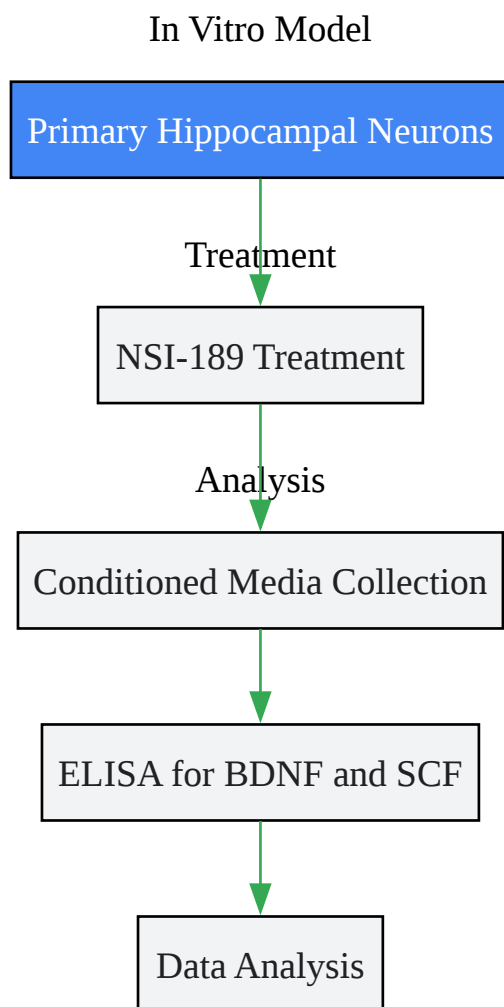 In Vitro Model
Primary Hippocampal Neurons
Treatment
NSI-189 Treatment
Analysis
Conditioned Media Collection
ELISA for BDNF and SCF
Data Analysis